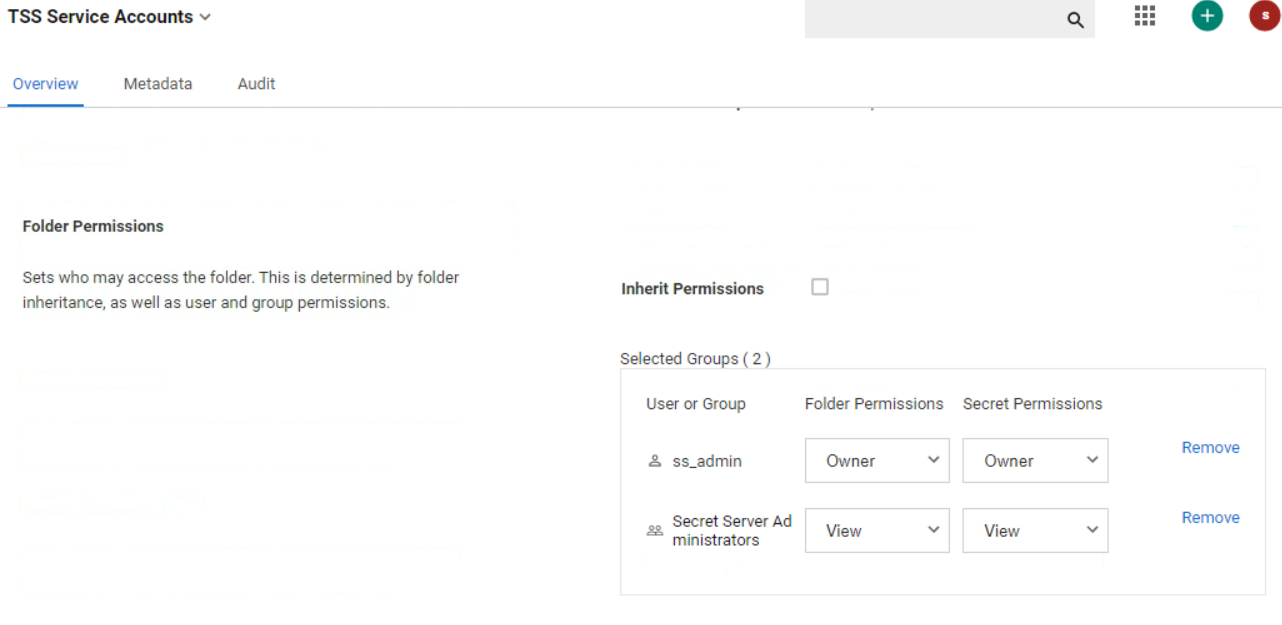 TSS Service Accounts
s
Overview Metadata Audit
Folder Permissions
Sets who may access the folder. This is determined by folder
inheritance, as well as user and group permissions.
Inherit Permissions
Selected Groups ( 2 )
User or Group Folder Permissions Secret Permissions
ss_admin Owner Owner Remove
Secret Server Ad
ministrators View View Remove